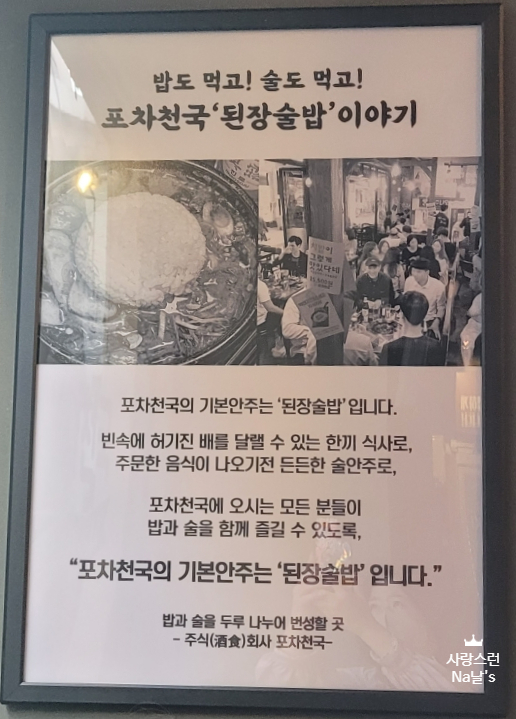 밥도 먹고! 술도 먹고!
포차천국‘된장술밥’이야기
포차천국의 기본안주는 ‘된장술밥’입니다.
빈속에 허기진 배를 달랠 수 있는 한끼 식사로,
주문한 음식이 나오기전 든든한 술안주로,
포차천국에 오시는 모든 분들이
밥과 술을 함께 즐길 수 있도록,
“포차천국의 기본안주는 ‘된장술밥’ 입니다.”
밥과 술을 두루 나누어 번성할 곳
- 주식(酒食)회사 포차천국-
사랑스런
Na날's